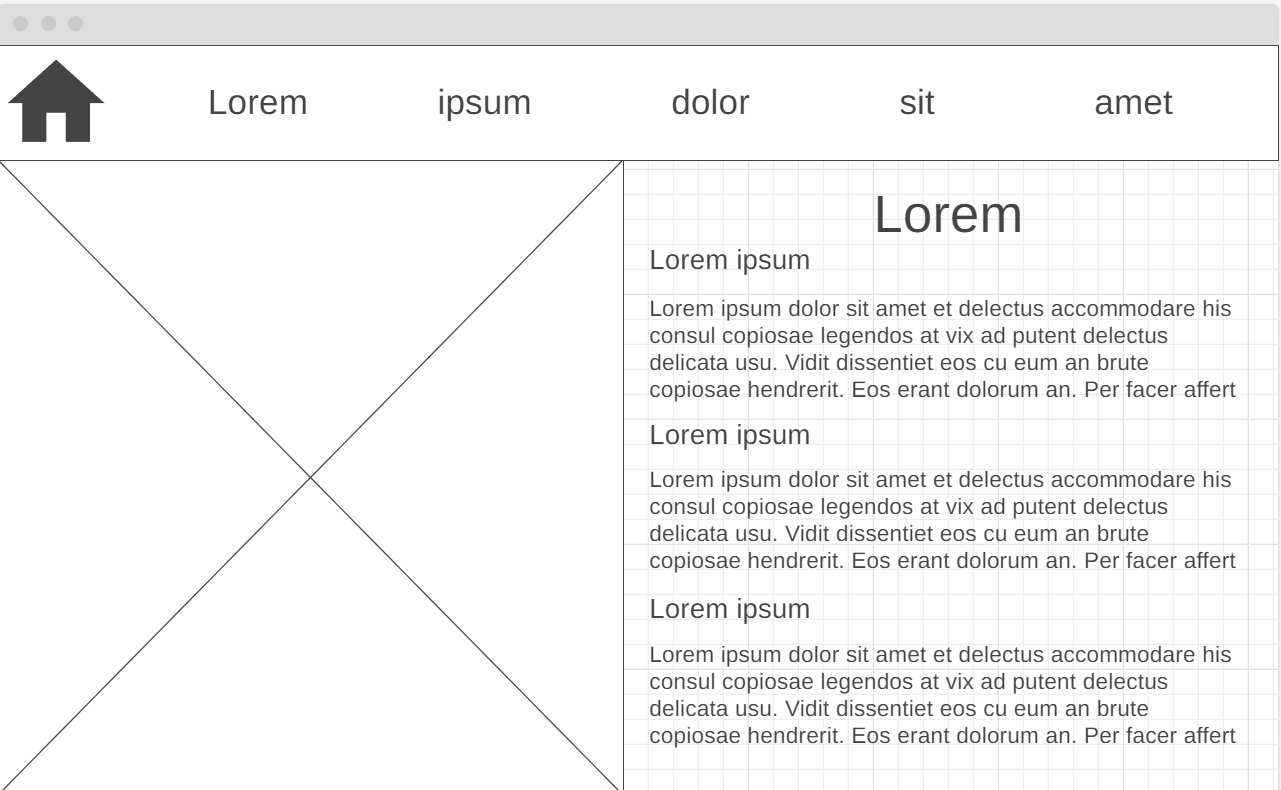 Lorem ipsum dolor sit amet
Lorem
Lorem ipsum
Lorem ipsum dolor sit amet et delectus accommodare his
consul copiosae legendos at vix ad putent delectus
delicata usu. Vidit dissentiet eos cu eum an brute
copiosae hendrerit. Eos erant dolorum an. Per facer affert
Lorem ipsum
Lorem ipsum dolor sit amet et delectus accommodare his
consul copiosae legendos at vix ad putent delectus
delicata usu. Vidit dissentiet eos cu eum an brute
copiosae hendrerit. Eos erant dolorum an. Per facer affert
Lorem ipsum
Lorem ipsum dolor sit amet et delectus accommodare his
consul copiosae legendos at vix ad putent delectus
delicata usu. Vidit dissentiet eos cu eum an brute
copiosae hendrerit. Eos erant dolorum an. Per facer affert